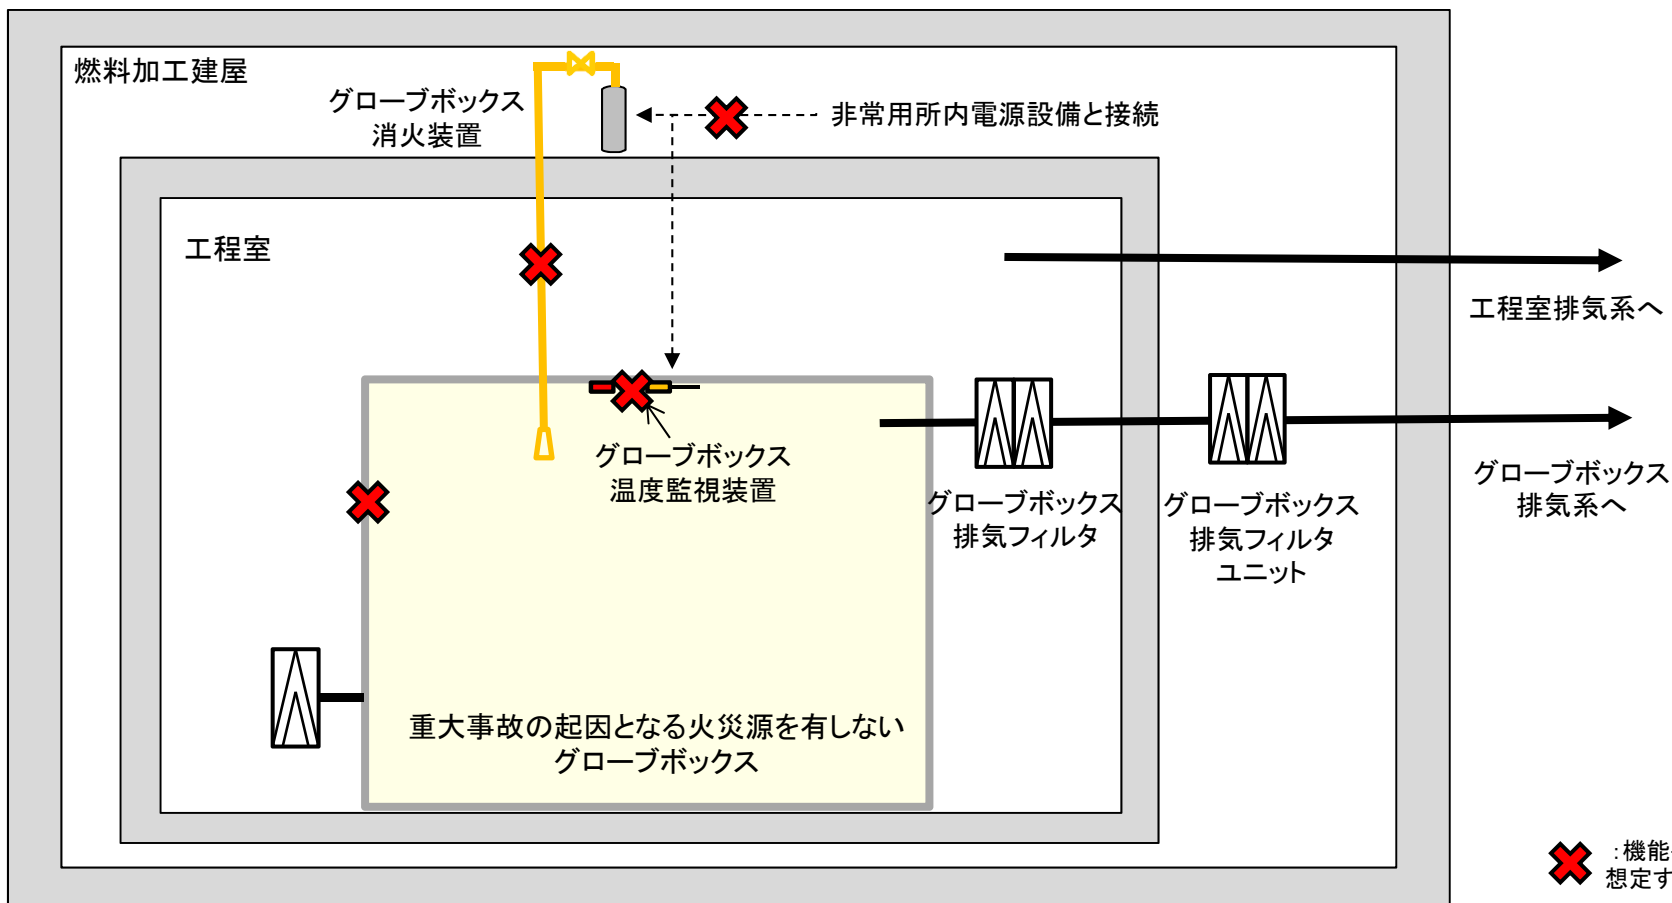 燃料加工建屋
グローブボックス
消火装置
非常用所内電源設備と接続
工程室
工程室排気系へ
グローブボックス
温度監視装置
グローブボックス
排気フィルタ
グローブボックス
排気フィルタ
ユニット
グローブボックス
排気系へ
重大事故の起因となる火災源を有しない
グローブボックス
:機能
想定す